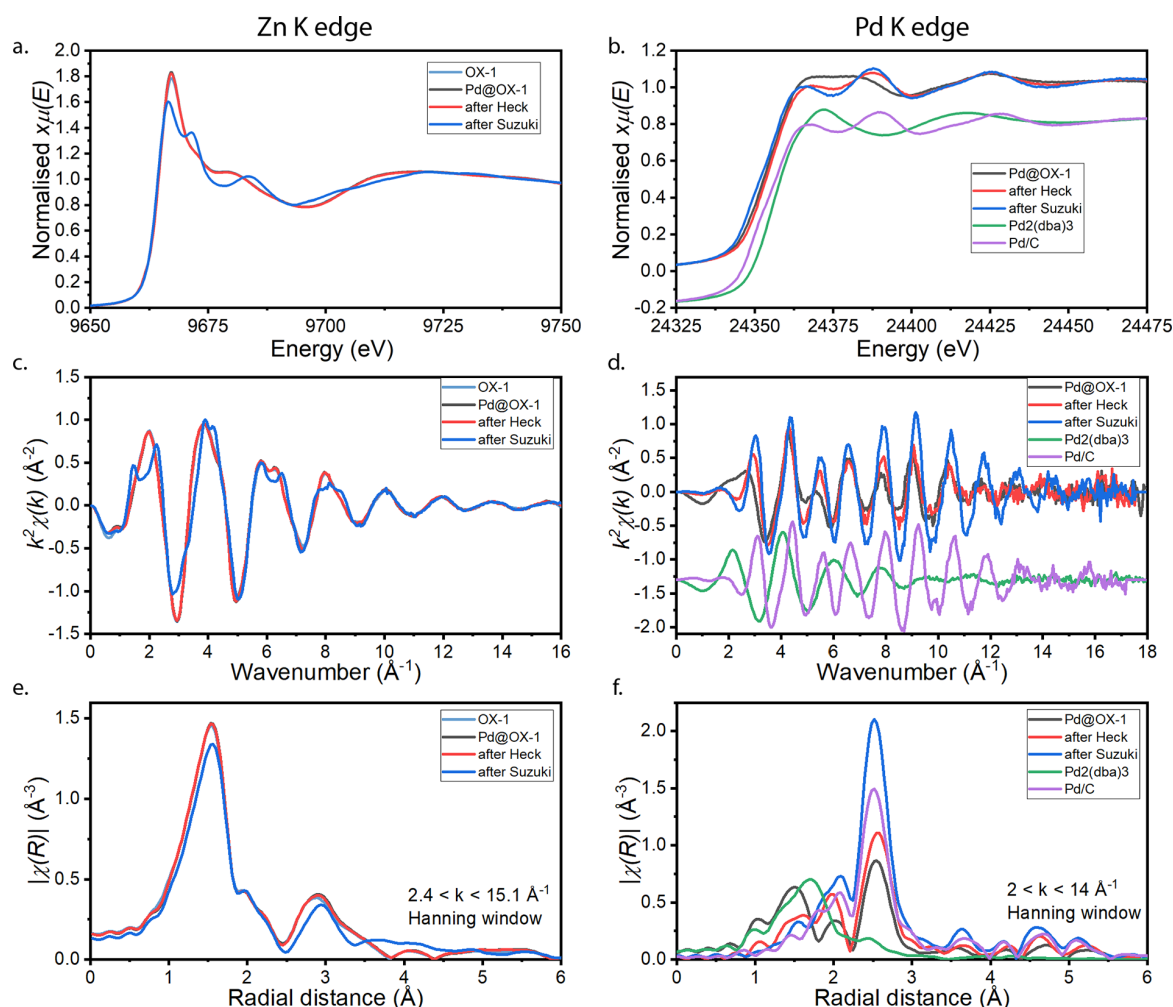 Zn K edge
Pd K edge
a.
2.0
1.8
1.6
1.4
1.2
1.0
0.8
0.6
0.4
0.2
0.0
Normalised xμ(E)
OX-1
Pd@OX-1
after Heck
after Suzuki
9650
9675
9700
9725
9750
Energy (eV)
b.
1.2
1.0
0.8
0.6
0.4
0.2
0.0
-0.2
Normalised xμ(E)
Pd@OX-1
after Heck
after Suzuki
Pd2(dba)3
Pd/C
24325
24350
24375
24400
24425
24450
24475
Energy (eV)
c.
1.5
1.0
0.5
0.0
-0.5
-1.0
-1.5
k²χ(k) (Å⁻²)
OX-1
Pd@OX-1
after Heck
after Suzuki
0
2
4
6
8
10
12
14
16
Wavenumber (Å⁻¹)
d.
1.5
1.0
0.5
0.0
-0.5
-1.0
-1.5
-2.0
k²χ(k) (Å⁻²)
Pd@OX-1
after Heck
after Suzuki
Pd2(dba)3
Pd/C
0
2
4
6
8
10
12
14
16
18
Wavenumber (Å⁻¹)
e.
1.5
1.0
0.5
0.0
|χ(R)| (Å⁻³)
OX-1
Pd@OX-1
after Heck
after Suzuki
2.4 < k < 15.1 Å⁻¹
Hanning window
0
1
2
3
4
5
6
Radial distance (Å)
f.
2.0
1.5
1.0
0.5
0.0
|χ(R)| (Å⁻³)
Pd@OX-1
after Heck
after Suzuki
Pd2(dba)3
Pd/C
2 < k < 14 Å⁻¹
Hanning window
0
1
2
3
4
5
6
Radial distance (Å)